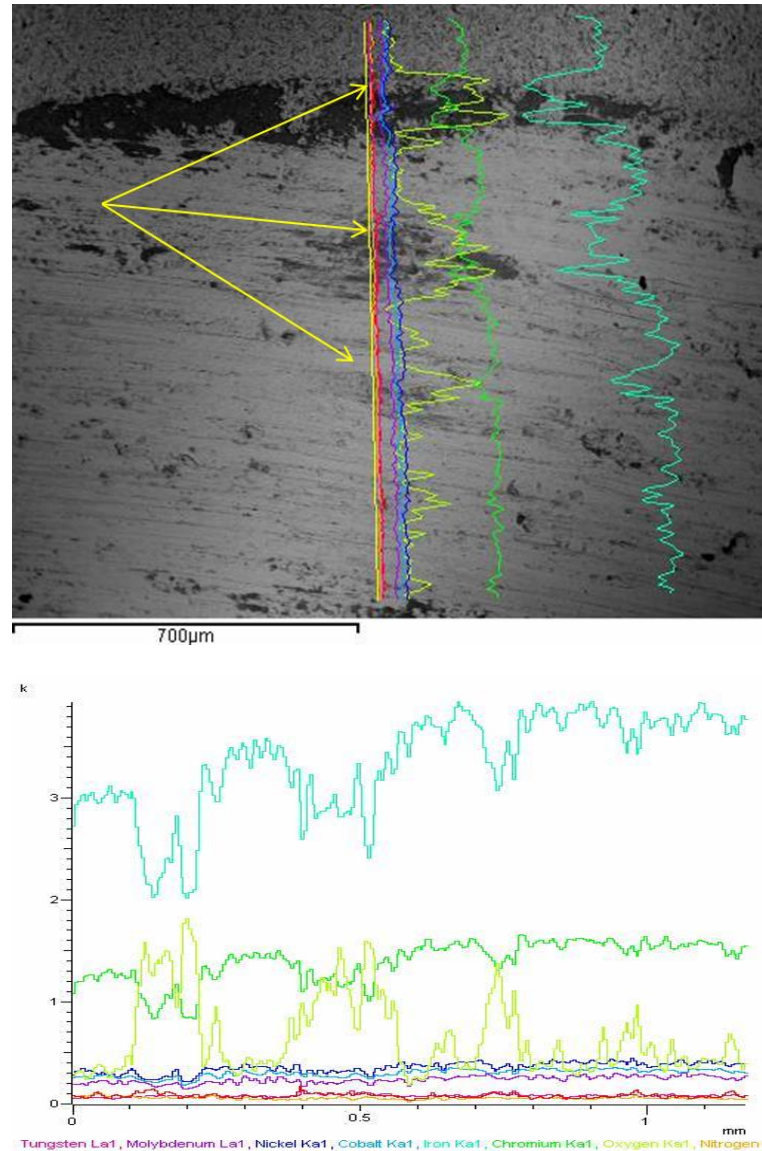 700µm
k
3
2
1
0
0 0.5 1 mm
Tungsten La1, Molybdenum La1, Nickel Ka1, Cobalt Ka1, Iron Ka1, Chromium Ka1, Oxygen Ka1, Nitrogen